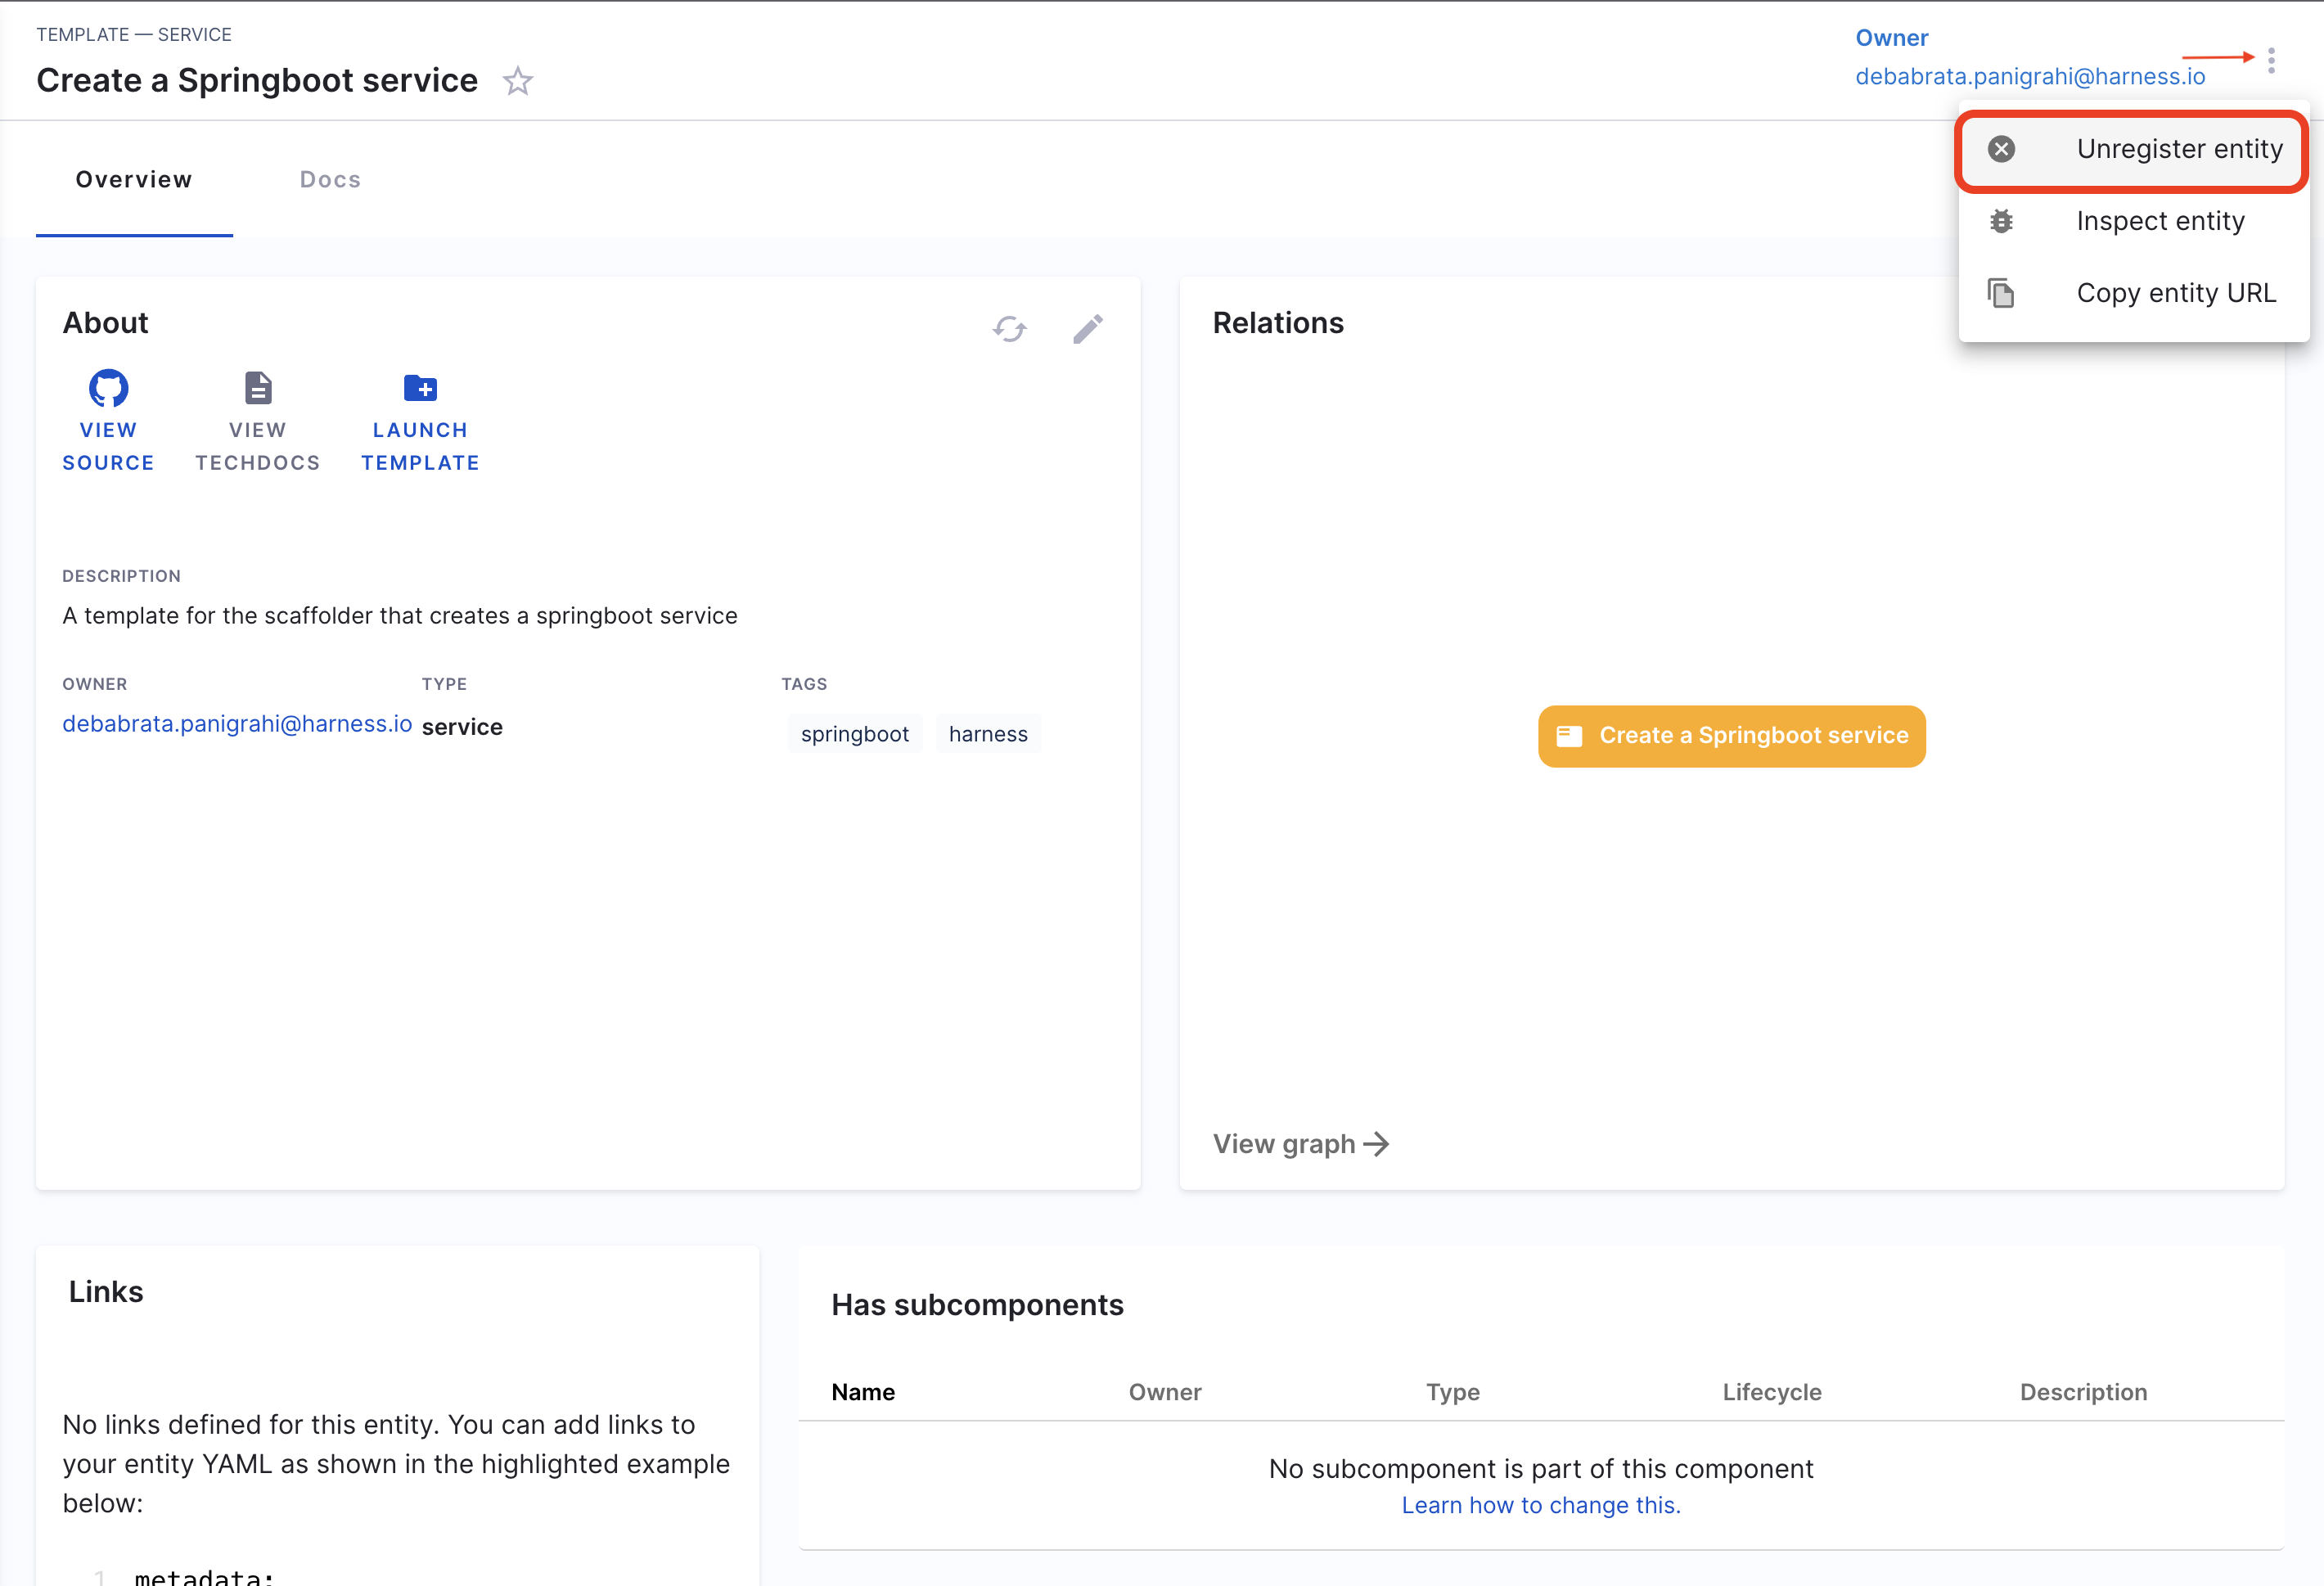 TEMPLATE — SERVICE
Create a Springboot service
Owner
debabrata.panigrahi@harness.io
Unregister entity
Inspect entity
Copy entity URL
Overview
Docs
About
VIEW SOURCE
VIEW TECHDOCS
LAUNCH TEMPLATE
DESCRIPTION
A template for the scaffolder that creates a springboot service
OWNER
debabrata.panigrahi@harness.io
TYPE
service
TAGS
springboot
harness
Relations
Create a Springboot service
View graph
Links
No links defined for this entity. You can add links to
your entity YAML as shown in the highlighted example
below:
1 metadata:
Has subcomponents
Name Owner Type Lifecycle Description
No subcomponent is part of this component
Learn how to change this.